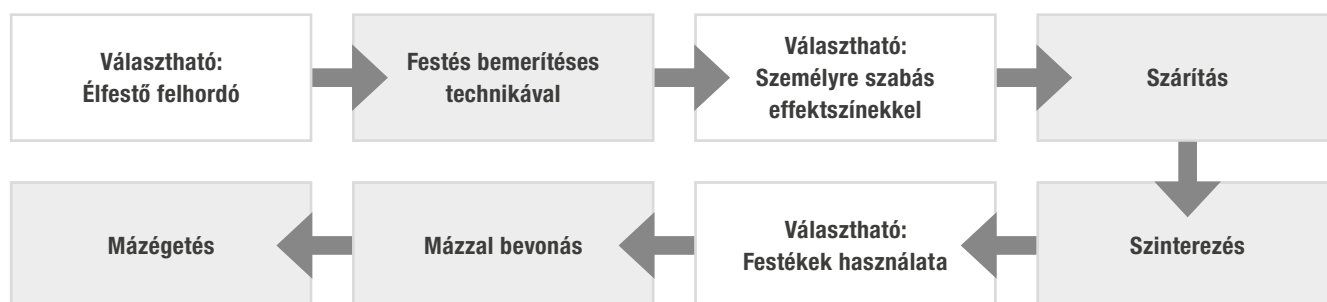 Választható:
Élfestő felhordó
Festés bemerítéses
technikával
Választható:
Személyre szabás
effektszínekkel
Szárítás
Szinterezés
Választható:
Festékek használata
Mázzal bevonás
Mázégetés